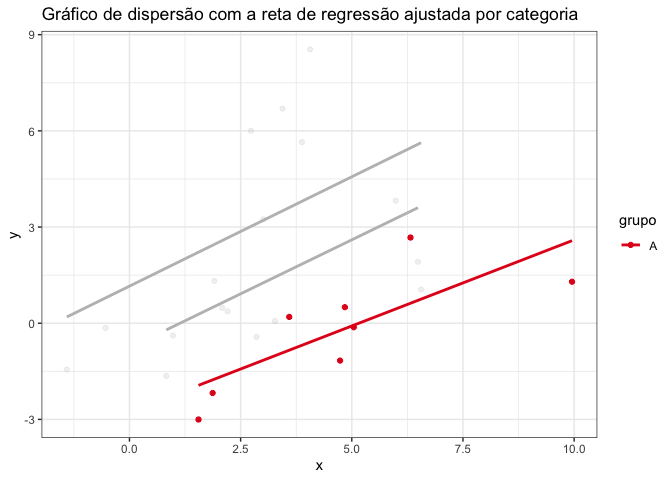 Gráfico de dispersão com a reta de regressão ajustada por categoria
9
6
3
0
-3
y
0.0 2.5 5.0 7.5 10.0
x
grupo
A